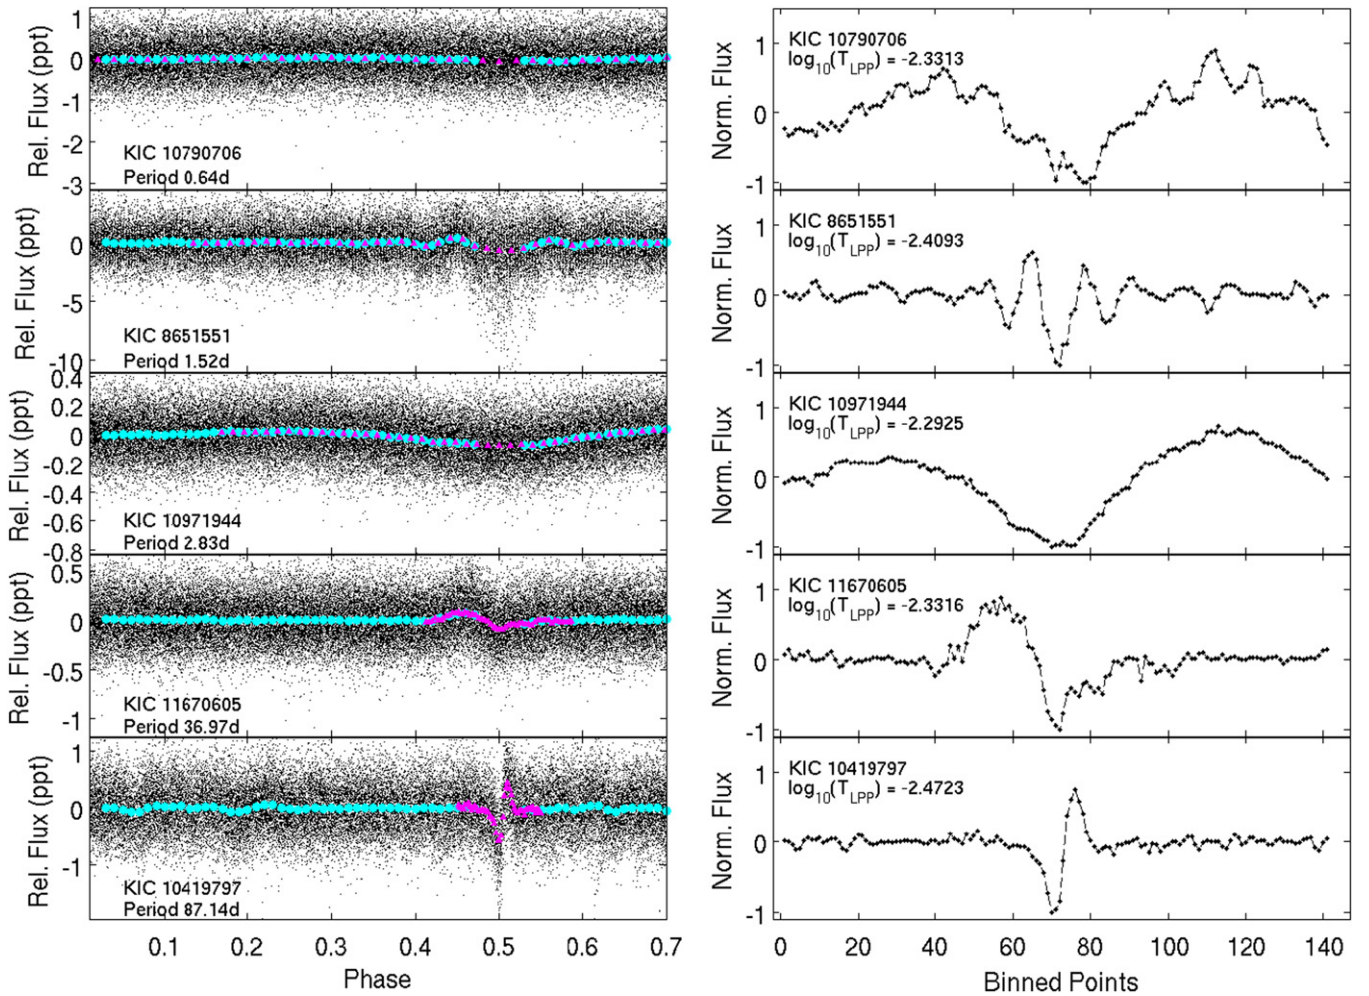 Rel. Flux (ppt)
1
0
-1
-2
-3
KIC 10790706
Period 0.64d
Rel. Flux (ppt)
0
-5
-10
KIC 8651551
Period 1.52d
Rel. Flux (ppt)
0.4
0.2
0
-0.2
-0.4
-0.6
-0.8
KIC 10971944
Period 2.83d
Rel. Flux (ppt)
0.5
0
-0.5
-1
KIC 11670605
Period 36.97d
Rel. Flux (ppt)
1
0
-1
KIC 10419797
Period 87.14d
0.1 0.2 0.3 0.4 0.5 0.6 0.7
Phase
Norm. Flux
1
0
-1
KIC 10790706
log10(TLPP) = -2.3313
Norm. Flux
1
0
-1
KIC 8651551
log10(TLPP) = -2.4093
Norm. Flux
1
0
-1
KIC 10971944
log10(TLPP) = -2.2925
Norm. Flux
1
0
-1
KIC 11670605
log10(TLPP) = -2.3316
Norm. Flux
1
0
-1
KIC 10419797
log10(TLPP) = -2.4723
0 20 40 60 80 100 120 140
Binned Points